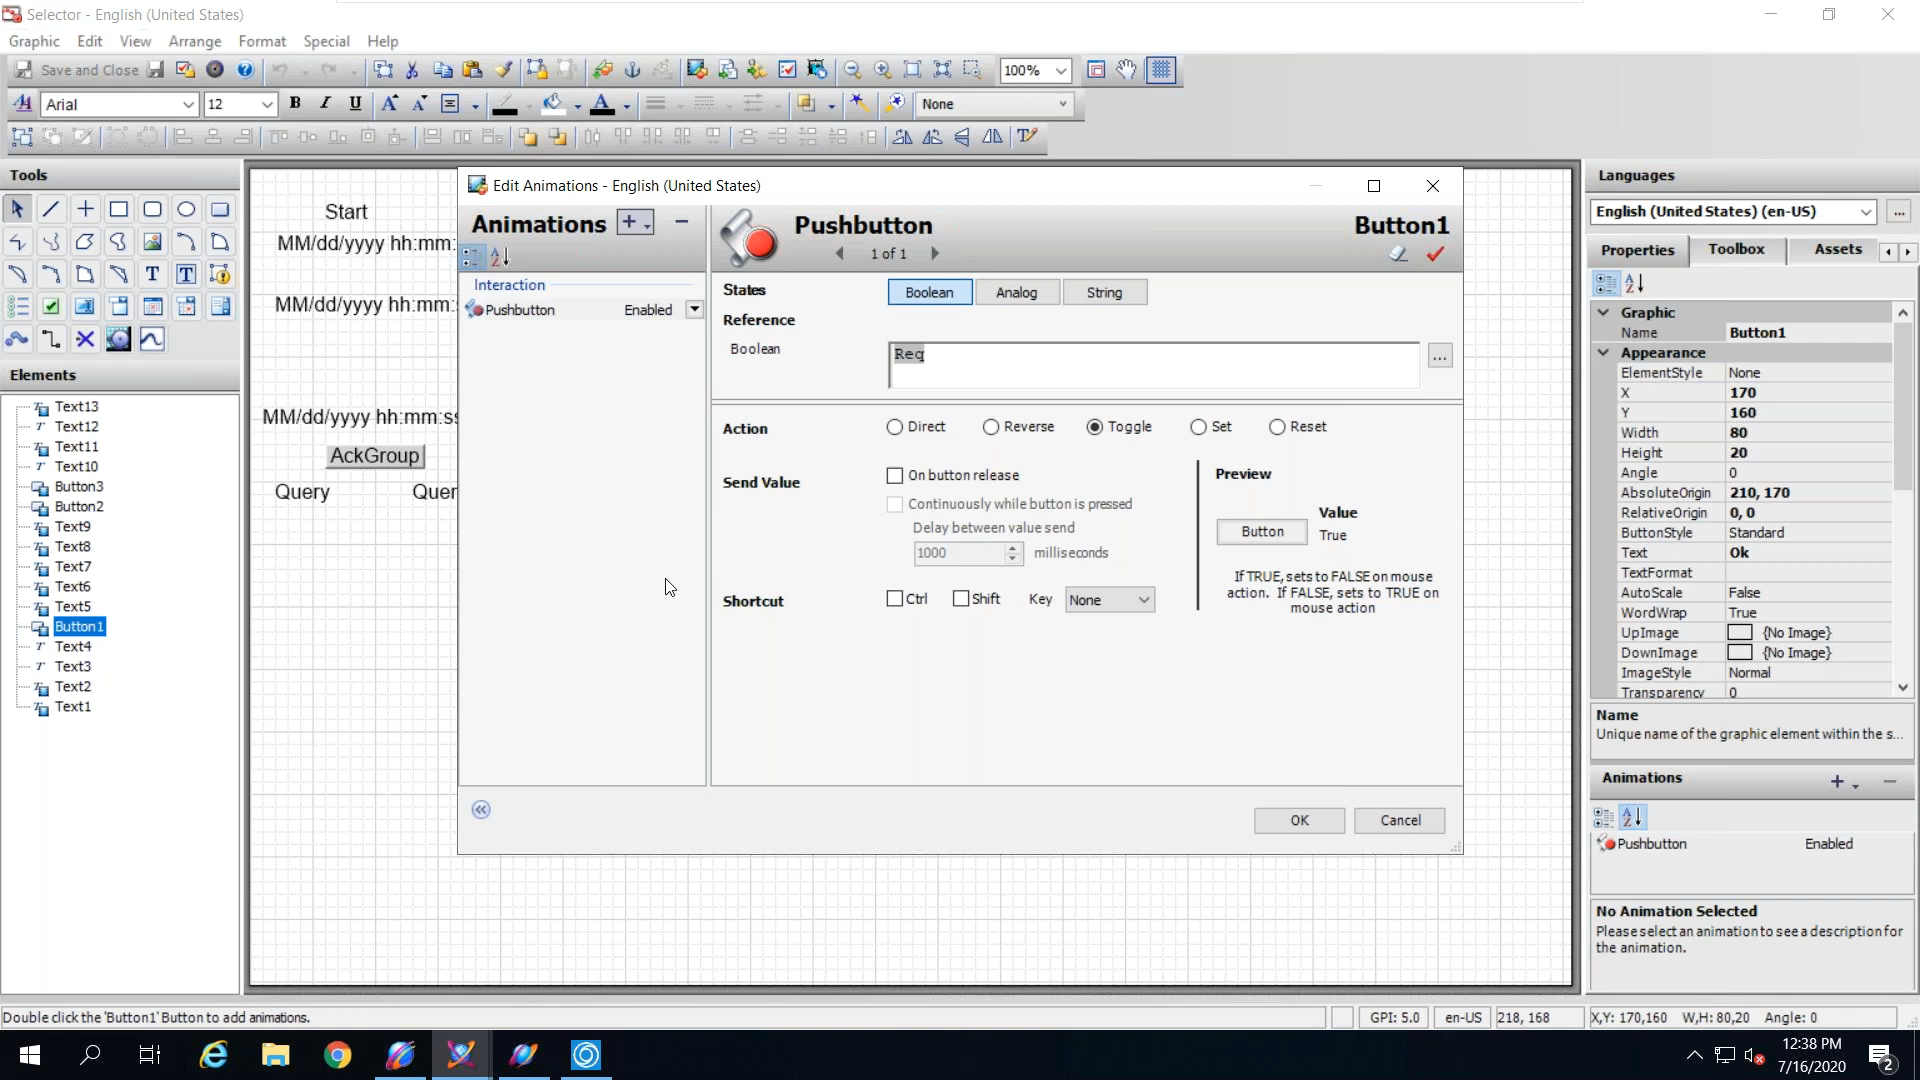 Selector - English (United States)
Graphic Edit View Arrange Format Special Help
Save and Close
100%
Arial
12
B I U
None
Tools
Elements
Text13
Text12
Text11
Text10
Button3
Button2
Text9
Text8
Text7
Text6
Text5
Button1
Text4
Text3
Text2
Text1
Start
MM/dd/yyyy hh:mm:
MM/dd/yyyy hh:mm:
MM/dd/yyyy hh:mm:ss
AckGroup
Query
Edit Animations - English (United States)
Animations
Interaction
Pushbutton Enabled
Pushbutton
Button1
1 of 1
States
Boolean Analog String
Reference
Boolean
Req
...
Action
Direct Reverse Toggle Set Reset
Send Value
On button release
Continuously while button is pressed
Delay between value send
1000 milliseconds
Preview
Button
Value
True
If TRUE, sets to FALSE on mouse
action. If FALSE, sets to TRUE on
mouse action
Shortcut
Ctrl Shift Key None
OK Cancel
Languages
English (United States) (en-US)
...
Properties Toolbox Assets
Graphic
Name Button1
Appearance
ElementStyle None
X 170
Y 160
Width 80
Height 20
Angle 0
AbsoluteOrigin 210, 170
RelativeOrigin 0, 0
ButtonStyle Standard
Text Ok
TextFormat
AutoScale False
WordWrap True
UpImage {No Image}
DownImage {No Image}
ImageStyle Normal
Transparency 0
Name
Unique name of the graphic element within the s...
Animations
Pushbutton Enabled
No Animation Selected
Please select an animation to see a description for
the animation.
Double click the 'Button1' Button to add animations.
GPI: 5.0 en-US 218, 168 X,Y: 170,160 W,H: 80,20 Angle: 0
12:38 PM
7/16/2020
2